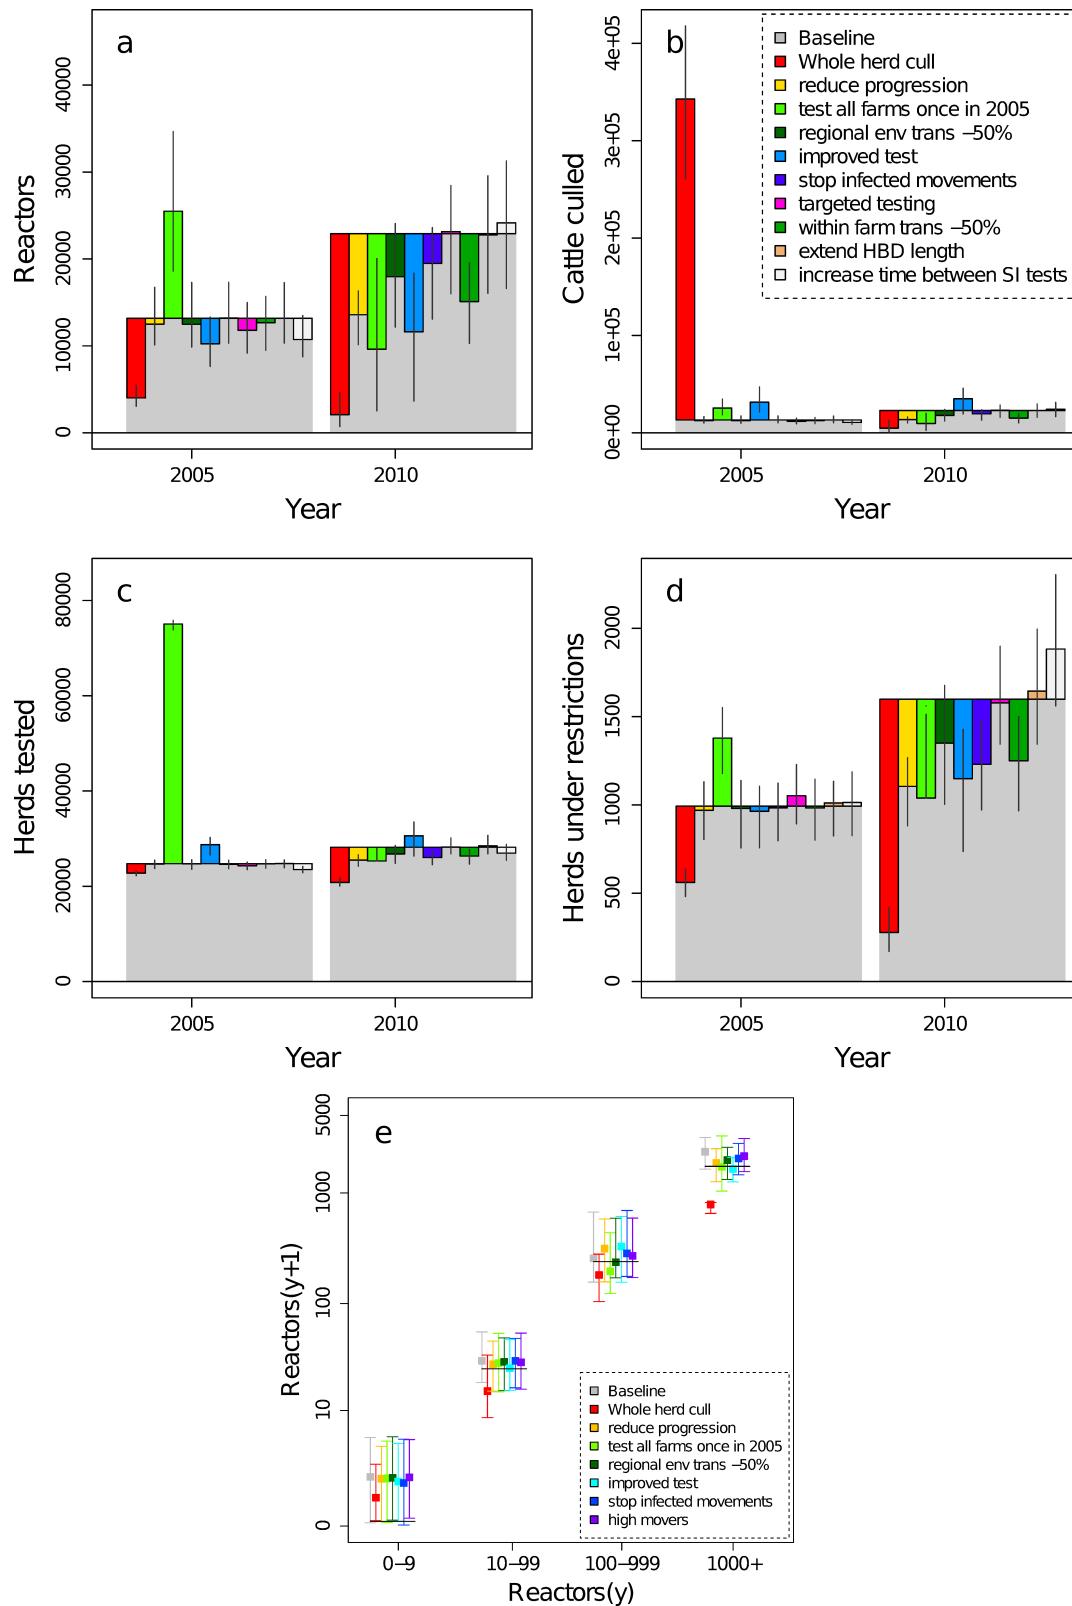 a
Reactors
40000
30000
20000
10000
0
2005
2010
Year
b
Cattle culled
4e+05
3e+05
2e+05
1e+05
0e+00
2005
2010
Year
Baseline
Whole herd cull
reduce progression
test all farms once in 2005
regional env trans −50%
improved test
stop infected movements
targeted testing
within farm trans −50%
extend HBD length
increase time between SI tests
c
Herds tested
80000
60000
40000
20000
0
2005
2010
Year
d
Herds under restrictions
2000
1500
1000
500
0
2005
2010
Year
e
Reactors(y+1)
5000
1000
100
10
0
0−9
10−99
100−999
1000+
Reactors(y)
Baseline
Whole herd cull
reduce progression
test all farms once in 2005
regional env trans −50%
improved test
stop infected movements
high movers